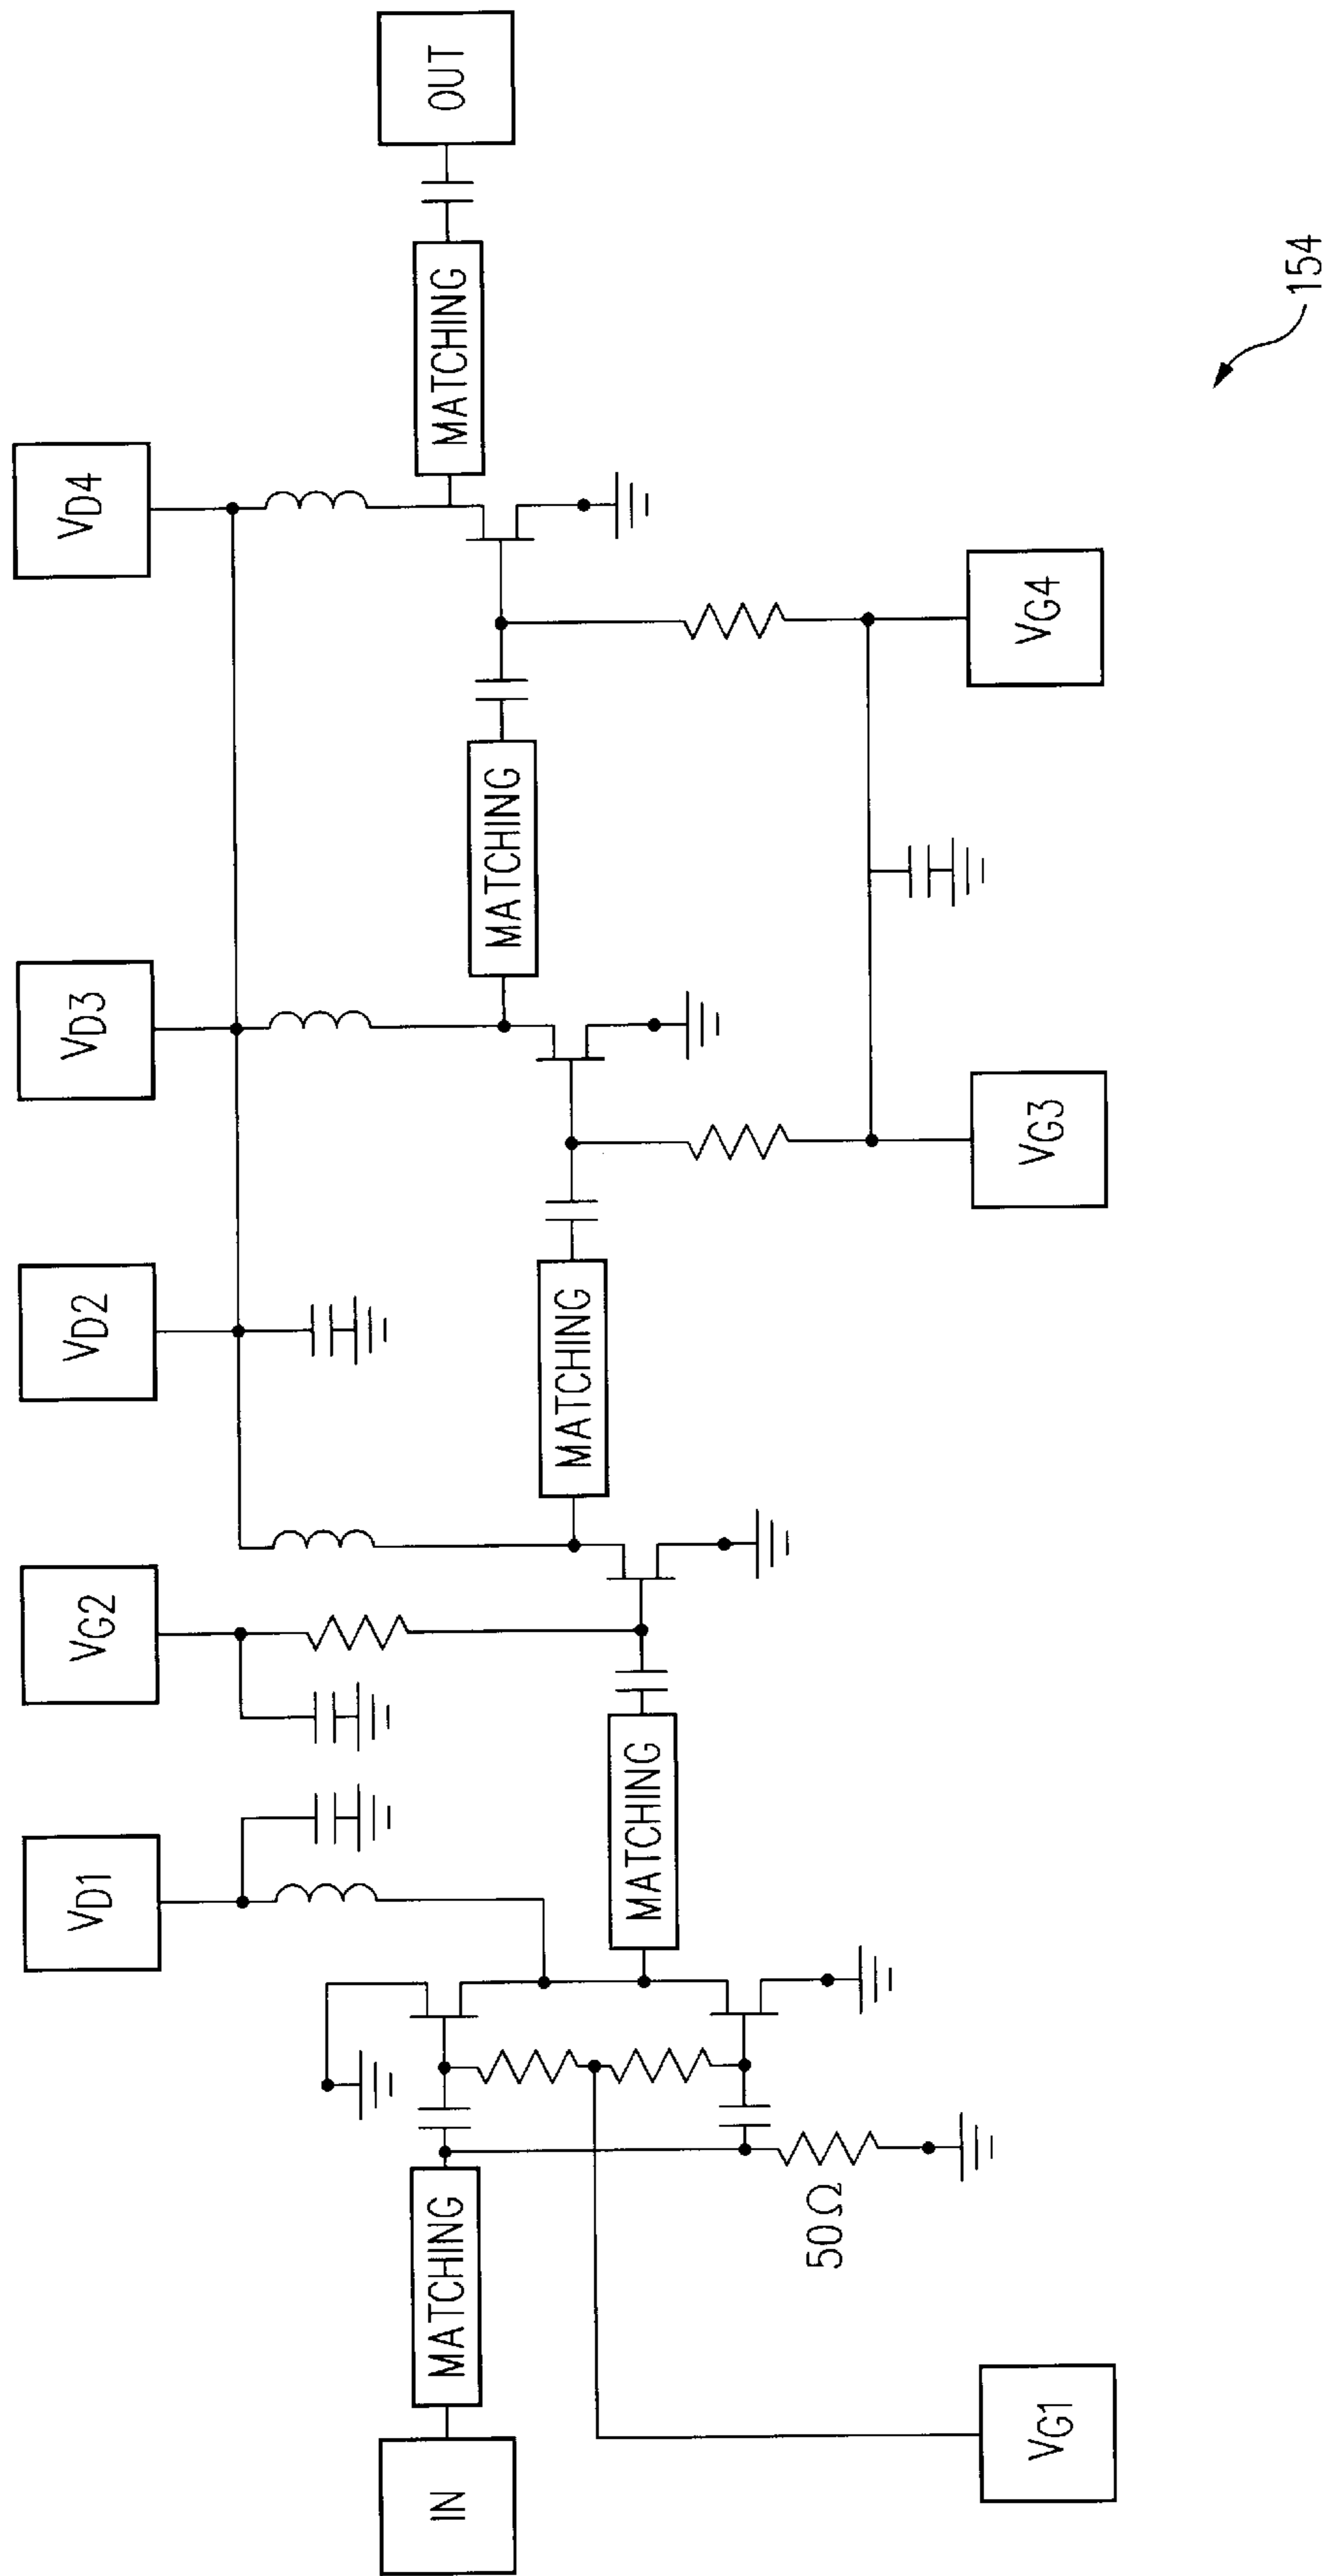 IN
MATCHING
50Ω
VG1
VD1
MATCHING
VG2
VD2
MATCHING
VD3
VG3
MATCHING
VD4
VG4
MATCHING
OUT
154